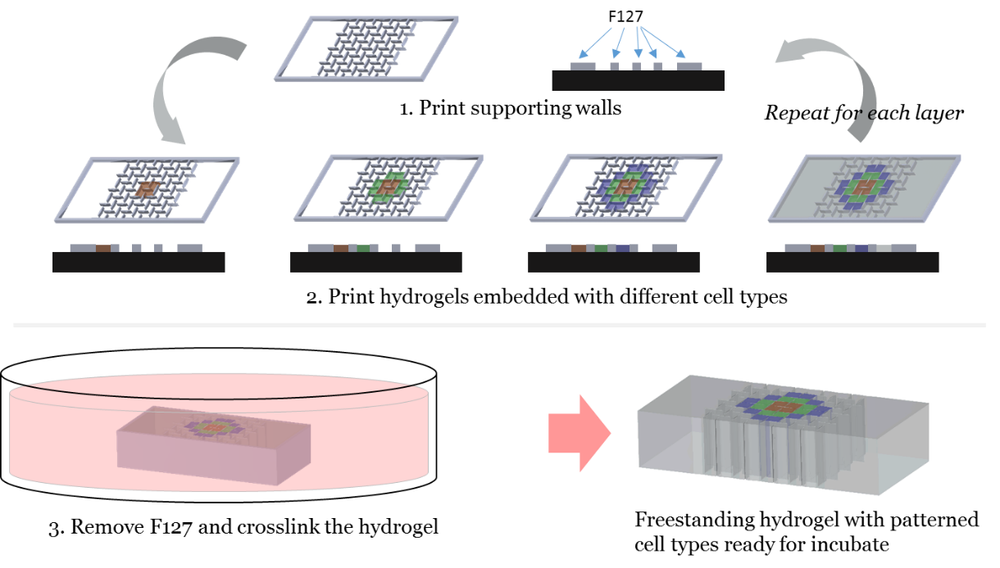 F127
1. Print supporting walls
Repeat for each layer
2. Print hydrogels embedded with different cell types
3. Remove F127 and crosslink the hydrogel
Freestanding hydrogel with patterned
cell types ready for incubate